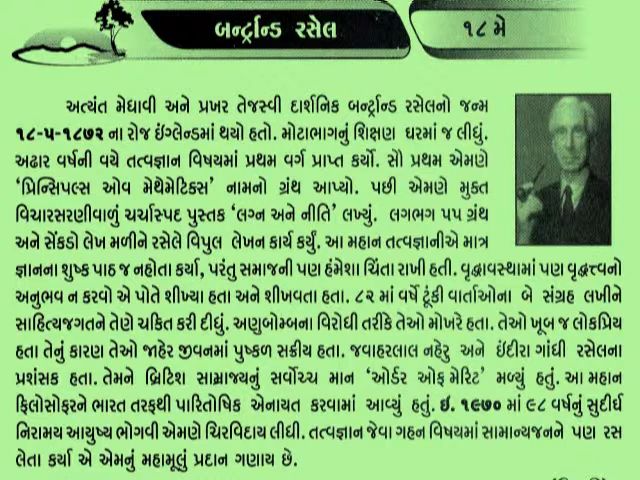 બર્ન્ટ્રાન્ડ રસેલ
૧૮ મે
અત્યંત મેઘાવી અને પ્રખર તેજસ્વી દાર્શનિક બર્ન્ટ્રાન્ડ રસેલનો જન્મ
૧૮-૫-૧૮૭૨ ના રોજ ઈંગ્લેન્ડમાં થયો હતો. મોટાભાગનું શિક્ષણ ઘરમાં જ લીધું.
અઢાર વર્ષની વયે તત્વજ્ઞાન વિષયમાં પ્રથમ વર્ગ પ્રાપ્ત કર્યો. સૌ પ્રથમ એમણે
‘પ્રિન્સિપલ્સ ઓવ મેથેમેટિક્સ’ નામનો ગ્રંથ આપ્યો. પછી એમણે મુક્ત
વિચારસરણીવાળું ચર્ચાસ્પદ પુસ્તક ‘લગ્ન અને નીતિ’ લખ્યું. લગભગ ૫૫ ગ્રંથ
અને સેંકડો લેખ મળીને રસેલે વિપુલ લેખન કાર્ય કર્યું. આ મહાન તત્વજ્ઞાનીએ માત્ર
જ્ઞાનના શુષ્ક પાઠ જ નહોતા કર્યા, પરંતુ સમાજની પણ હંમેશા ચિંતા રાખી હતી. વૃદ્ધાવસ્થામાં પણ વૃદ્ધત્ત્વનો
અનુભવ ન કરવો એ પોતે શીખ્યા હતા અને શીખવતા હતા. ૮૨ માં વર્ષે ટૂંકી વાર્તાઓના બે સંગ્રહ લખીને
સાહિત્યજગતને તેણે ચકિત કરી દીધું. અણુબોમ્બના વિરોધી તરીકે તેઓ મોખરે હતા. તેઓ ખૂબ જ લોકપ્રિય
હતા તેનું કારણ તેઓ જાહેર જીવનમાં પુષ્કળ સક્રીય હતા. જવાહરલાલ નહેરુ અને ઈંદીરા ગાંધી રસેલના
પ્રશંસક હતા. તેમને બ્રિટિશ સામ્રાજ્યનું સર્વોચ્ચ માન ‘ઓર્ડર ઓફ મેરિટ’ મળ્યું હતું. આ મહાન
ફિલોસોફરને ભારત તરફથી પારિતોષિક એનાયત કરવામાં આવ્યું હતું. ઇ. ૧૯૭૦ માં ૯૮ વર્ષનું સુદીર્ઘ
નિરામય આયુષ્ય ભોગવી એમણે ચિરવિદાય લીધી. તત્વજ્ઞાન જેવા ગહન વિષયમાં સામાન્યજનને પણ રસ
લેતા કર્યા એ એમનું મહામૂલું પ્રદાન ગણાય છે.